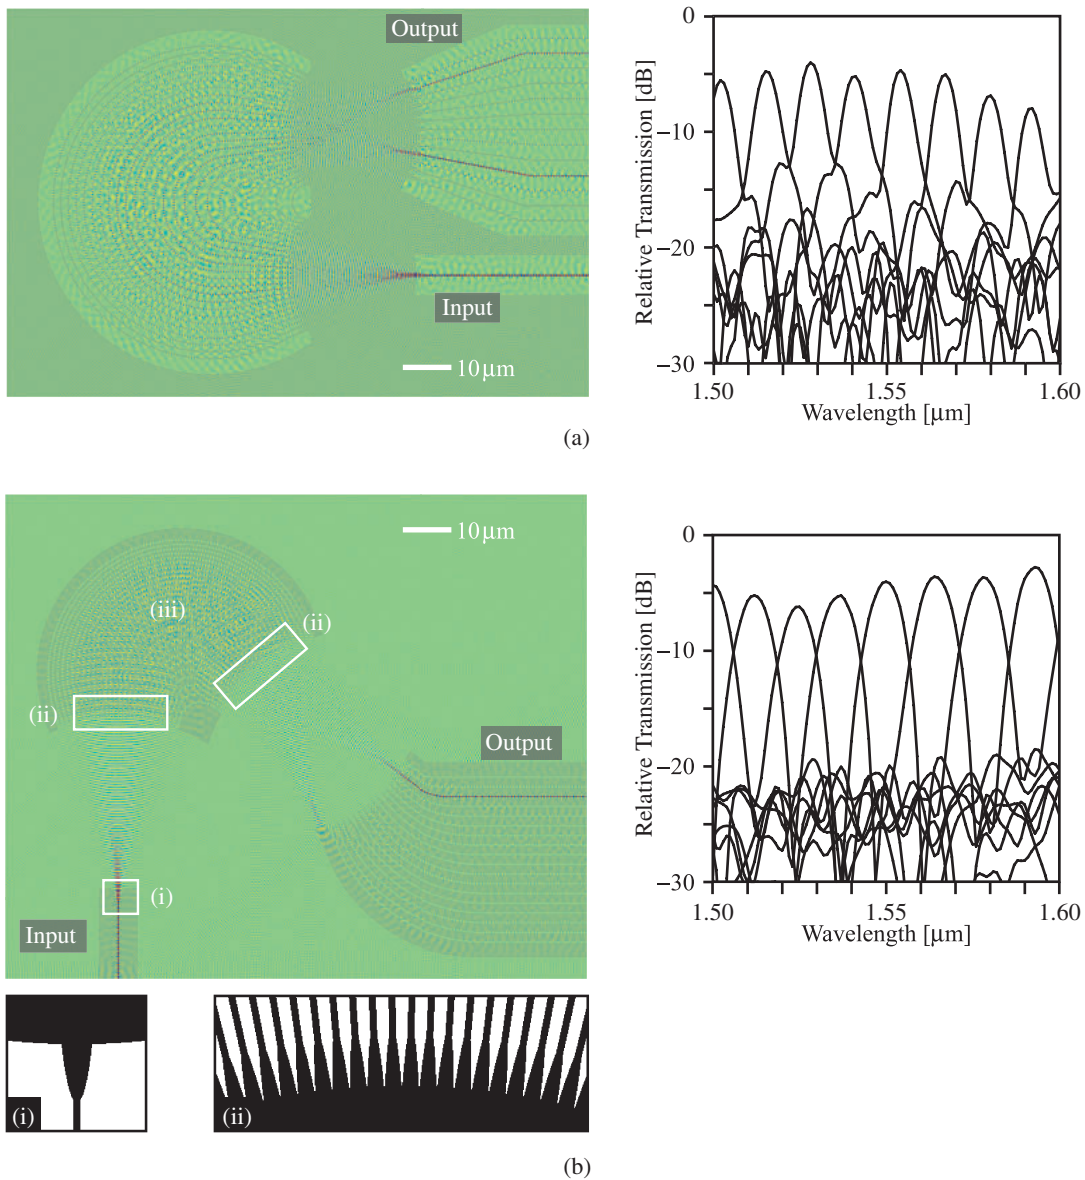 Output
Input
10 μm
0
−10
−20
−30
Relative Transmission [dB]
1.50
1.55
1.60
Wavelength [μm]
(a)
10 μm
(iii)
(ii)
(ii)
Output
(i)
Input
0
−10
−20
−30
Relative Transmission [dB]
1.50
1.55
1.60
Wavelength [μm]
(i)
(ii)
(b)